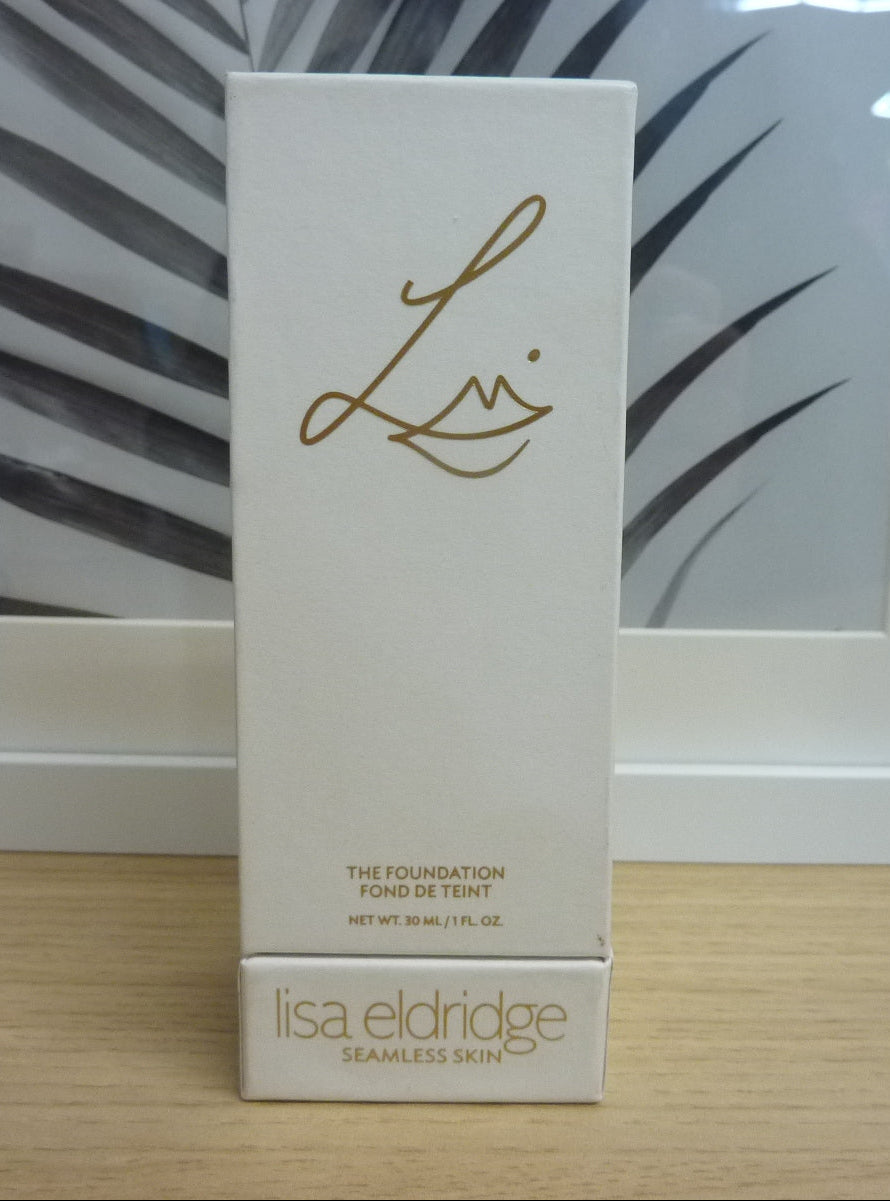 THE FOUNDATION
FOND DE TEINT
NET WT. 30 ML / 1 FL. OZ.
lisa eldridge
SEAMLESS SKIN